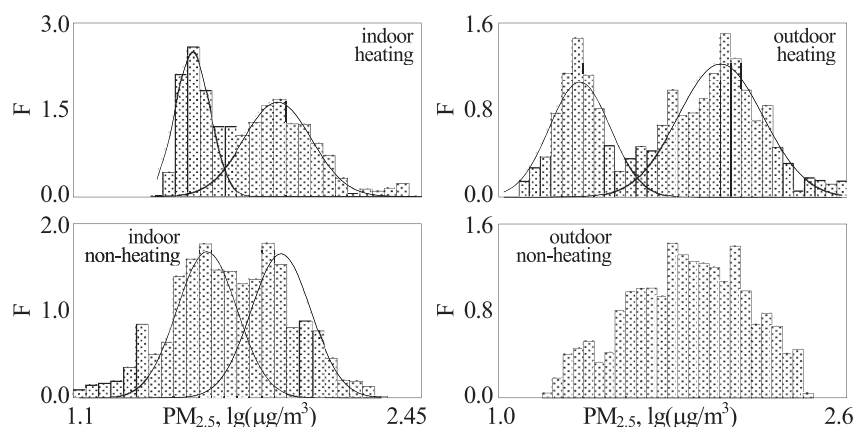 3.0
1.5
0.0
F
indoor
heating
1.6
0.8
0.0
F
outdoor
heating
2.0
1.0
0.0
F
indoor
non-heating
1.1 PM2.5, lg(μg/m³) 2.45
1.6
0.8
0.0
F
outdoor
non-heating
1.0 PM2.5, lg(μg/m³) 2.6